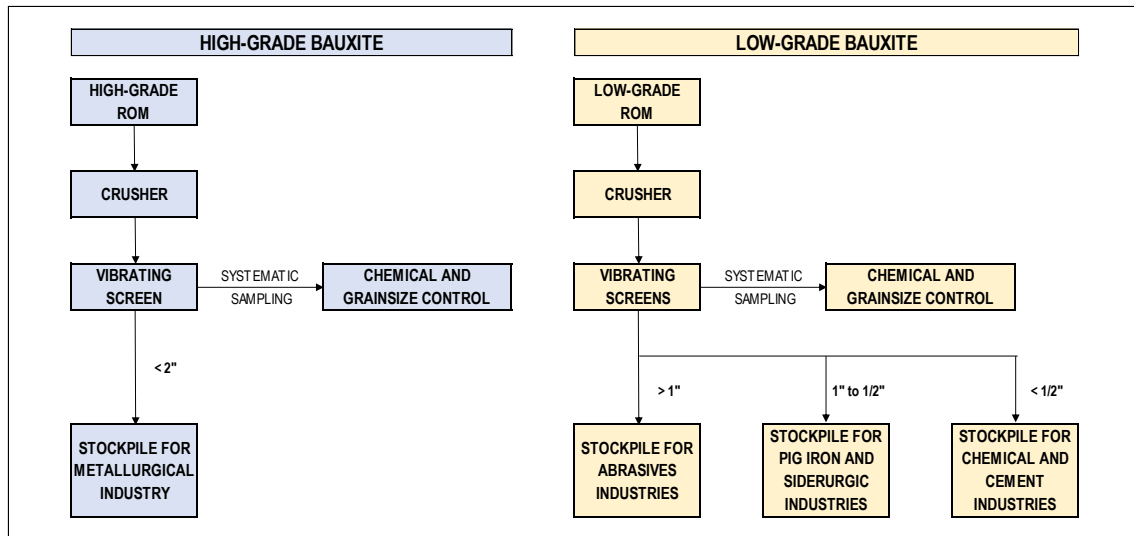 HIGH-GRADE BAUXITE
HIGH-GRADE
ROM
CRUSHER
VIBRATING
SCREEN
SYSTEMATIC
SAMPLING
CHEMICAL AND
GRAINSIZE CONTROL
< 2"
STOCKPILE FOR
METALLURGICAL
INDUSTRY
LOW-GRADE BAUXITE
LOW-GRADE
ROM
CRUSHER
VIBRATING
SCREENS
SYSTEMATIC
SAMPLING
CHEMICAL AND
GRAINSIZE CONTROL
> 1"
1" to 1/2"
< 1/2"
STOCKPILE FOR
ABRASIVES
INDUSTRIES
STOCKPILE FOR
PIG IRON AND
SIDERURGIC
INDUSTRIES
STOCKPILE FOR
CHEMICAL AND
CEMENT
INDUSTRIES